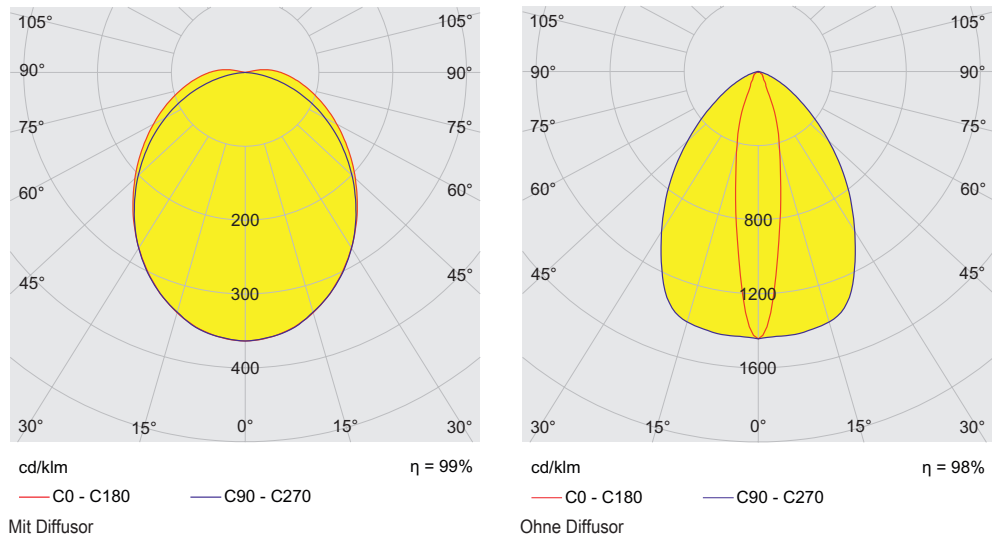 105° 105°
90° 90°
75° 75°
60° 60°
45° 45°
200
300
400
30° 15° 0° 15° 30°
cd/klm η = 99%
C0 - C180 C90 - C270
Mit Diffusor
105° 105°
90° 90°
75° 75°
60° 60°
45° 45°
800
1200
1600
30° 15° 0° 15° 30°
cd/klm η = 98%
C0 - C180 C90 - C270
Ohne Diffusor